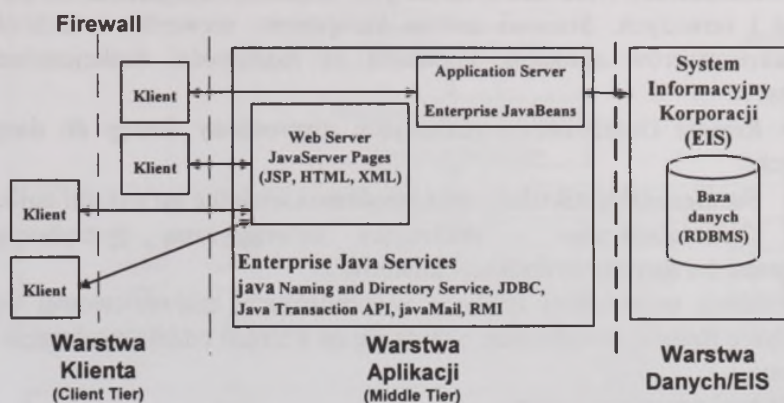 Firewall
Klient
Klient
Klient
Klient
Web Server
JavaServer Pages
(JSP, HTML, XML)
Application Server
Enterprise JavaBeans
Enterprise Java Services
java Naming and Directory Service, JDBC,
Java Transaction API, javaMail, RMI
System
Informacyjny
Korporacji
(EIS)
Baza
danych
(RDBMS)
Warstwa
Klienta
(Client Tier)
Warstwa
Aplikacji
(Middle Tier)
Warstwa
Danych/EIS